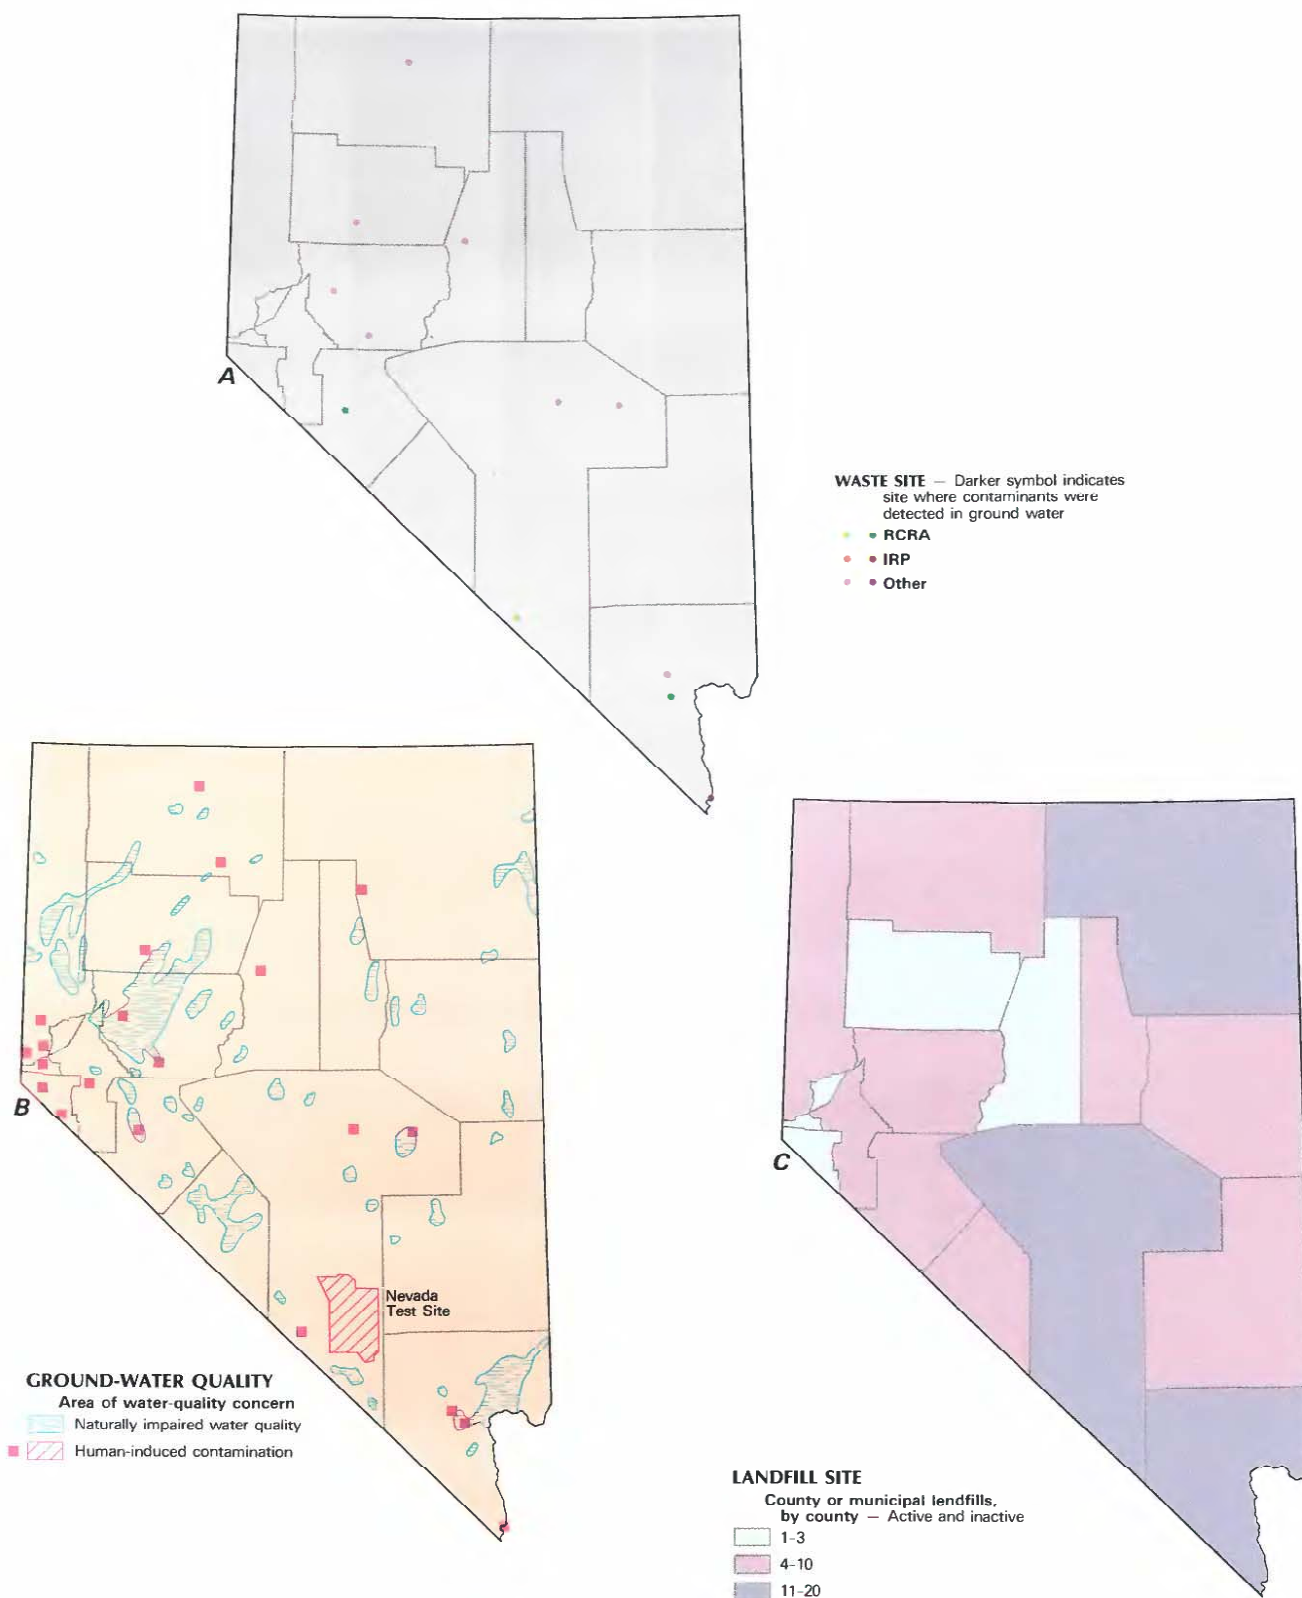 A
WASTE SITE — Darker symbol indicates
site where contaminants were
detected in ground water
RCRA
IRP
Other
B
Nevada
Test Site
GROUND-WATER QUALITY
Area of water-quality concern
Naturally impaired water quality
Human-induced contamination
C
LANDFILL SITE
County or municipal lendfills,
by county — Active and inactive
1-3
4-10
11-20